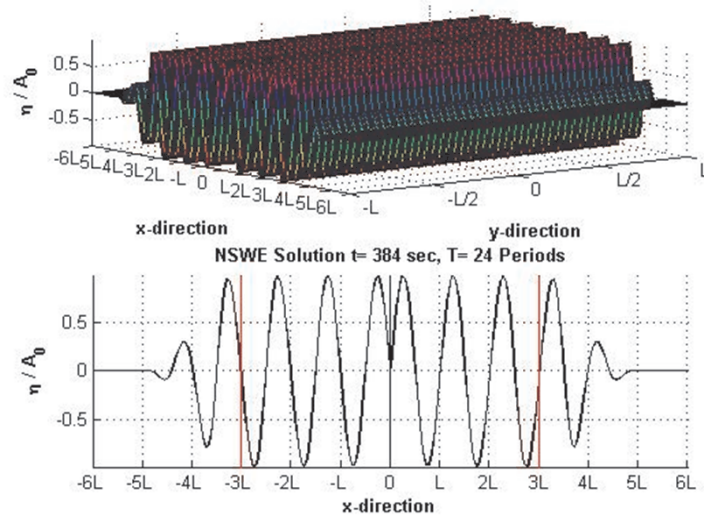 0.5
0
-0.5
η / A0
-6L -5L -4L -3L -2L -L 0 L 2L 3L 4L 5L 6L
-L -L/2 0 L/2 L
x-direction
y-direction
NSWE Solution t= 384 sec, T= 24 Periods
0.5
0
-0.5
η / A0
-6L -5L -4L -3L -2L -L 0 L 2L 3L 4L 5L 6L
x-direction